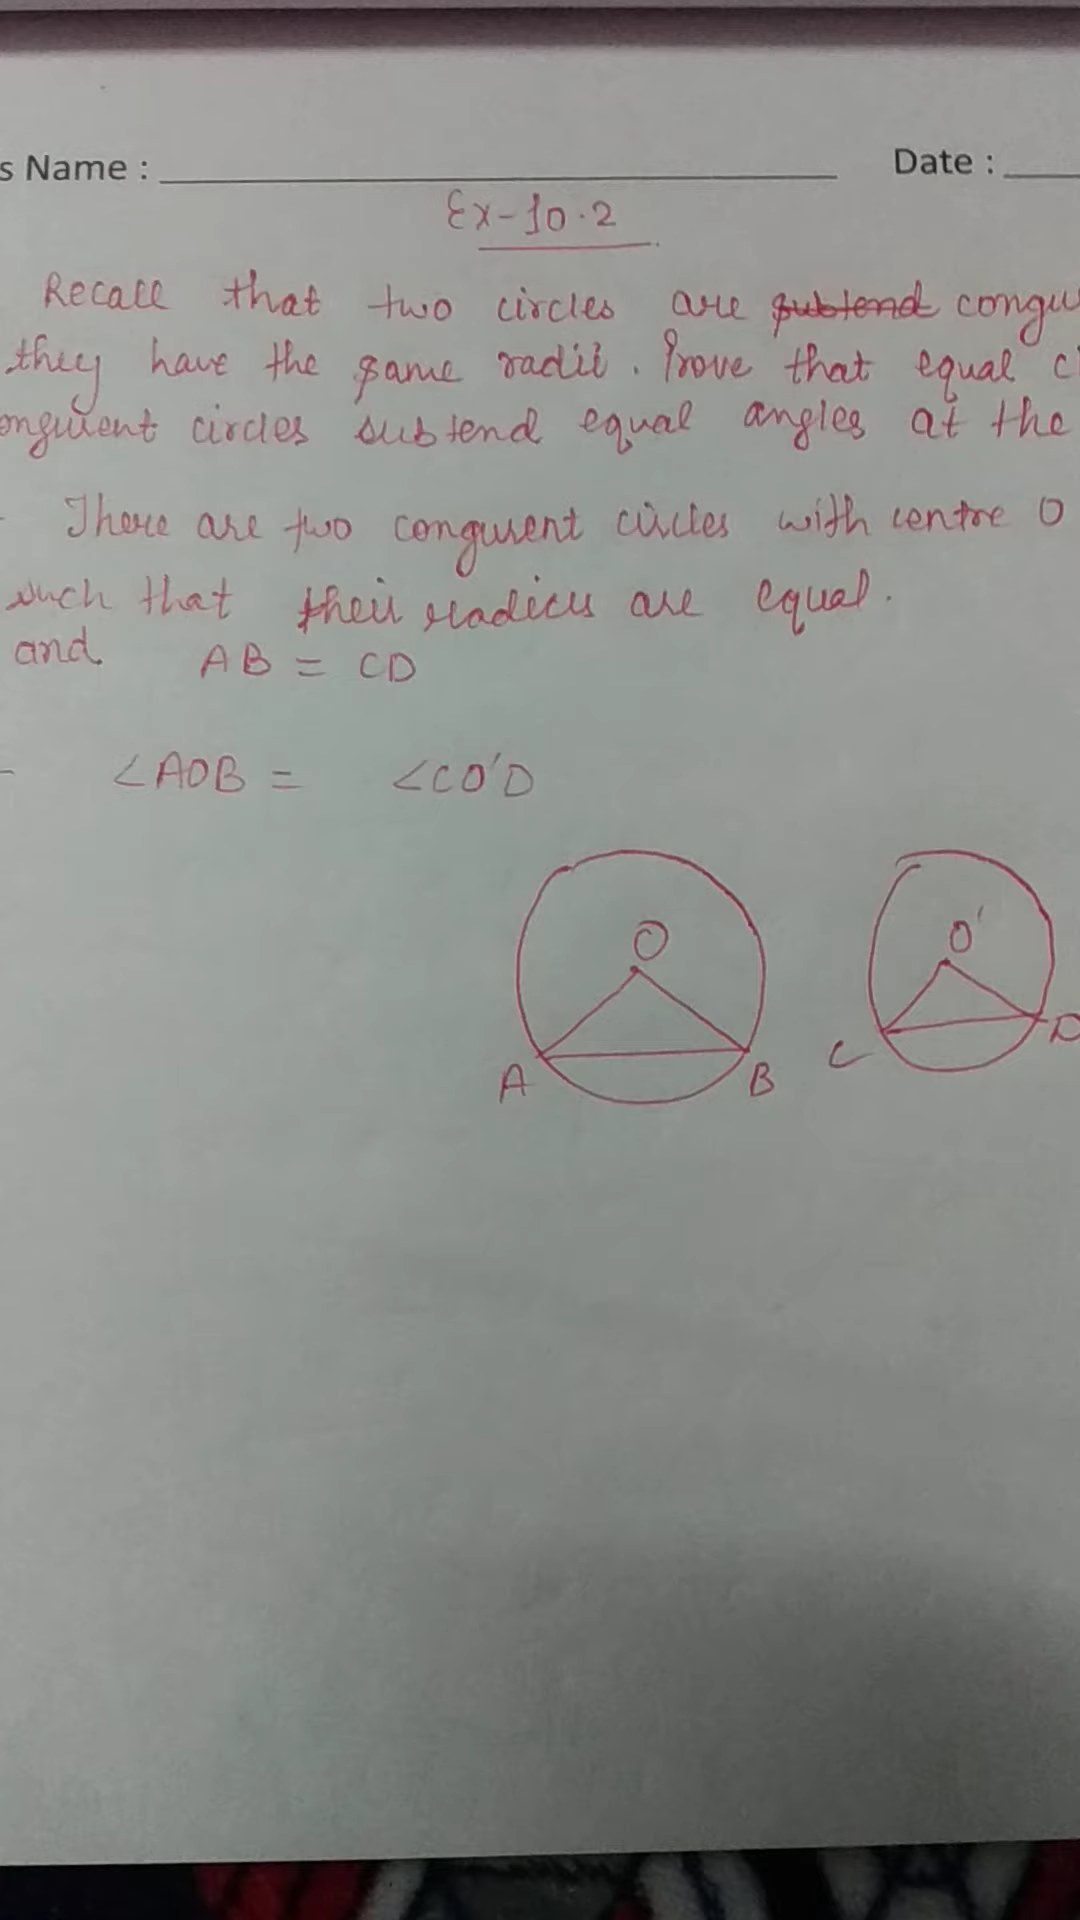 s Name : Date :
Ex-10.2
Recall that two circles are subtend congu
they have the same radii. Prove that equal c
onguent circles subtend equal angles at the
- There are two conguent circles with centre O
such that their radius are equal.
and AB = CD
- ∠AOB = ∠CO'D
O O'
A B C D